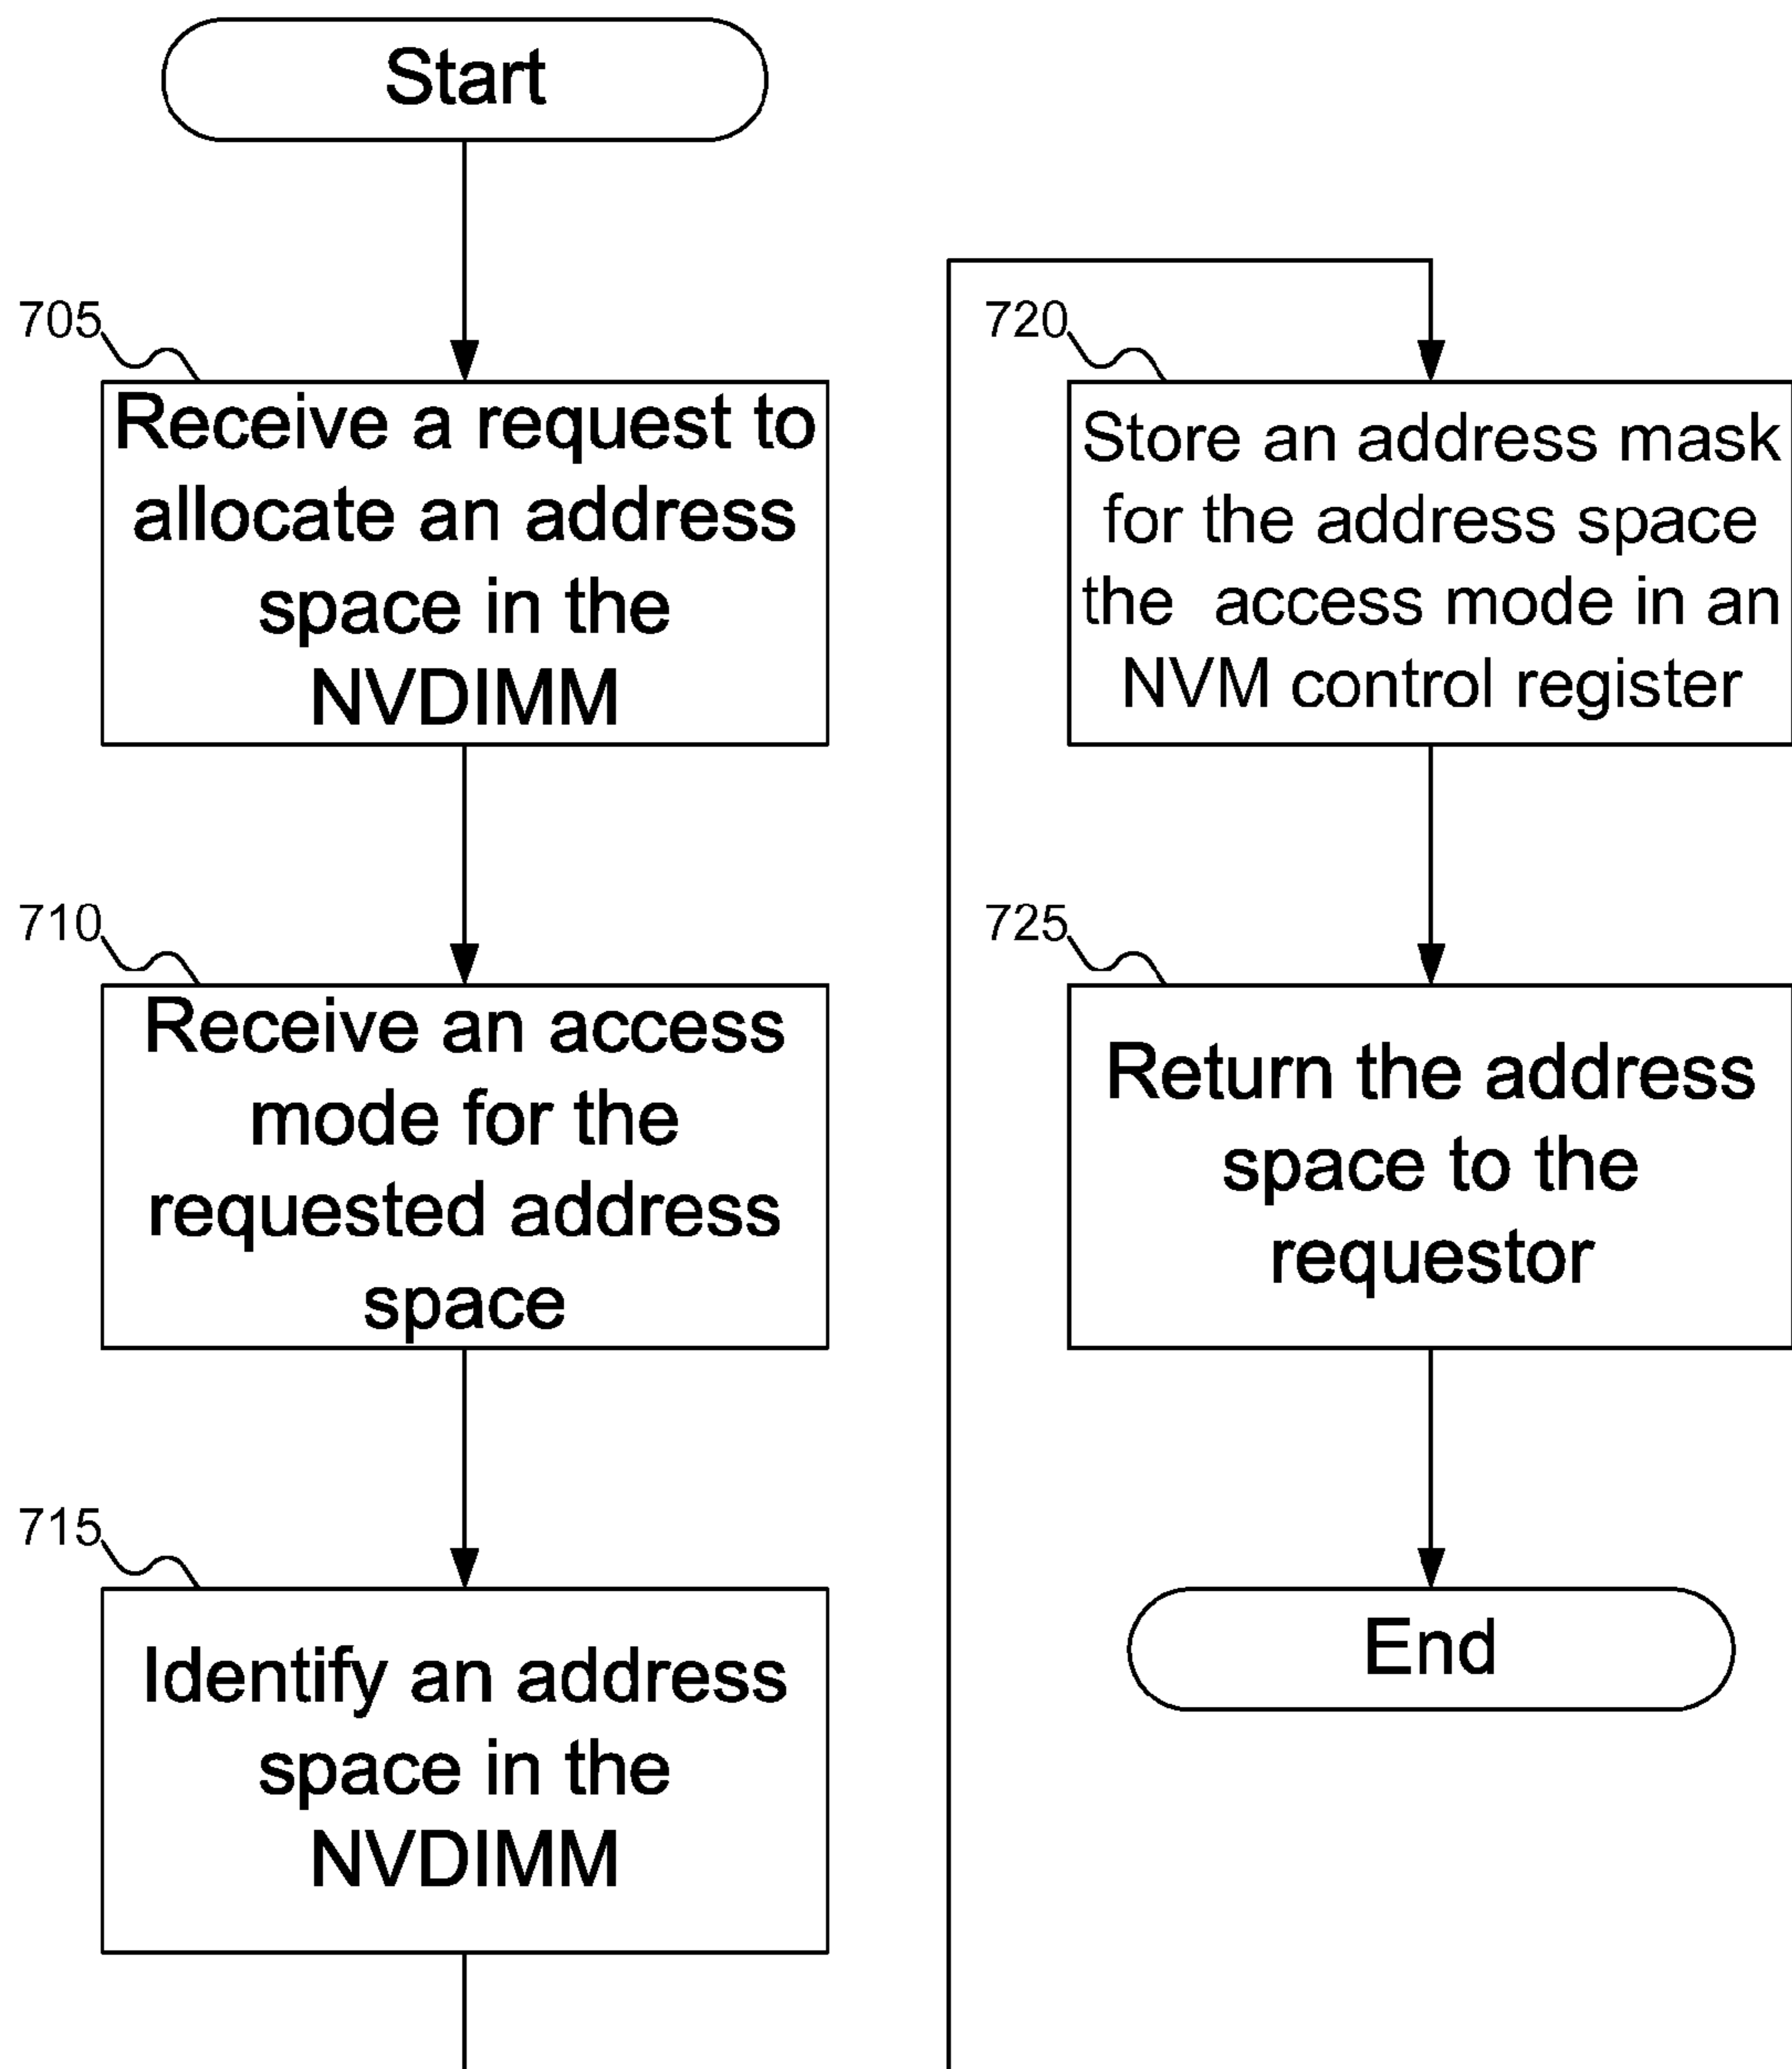 Start
705
Receive a request to
allocate an address
space in the
NVDIMM
710
Receive an access
mode for the
requested address
space
715
Identify an address
space in the
NVDIMM
720
Store an address mask
for the address space
the access mode in an
NVM control register
725
Return the address
space to the
requestor
End